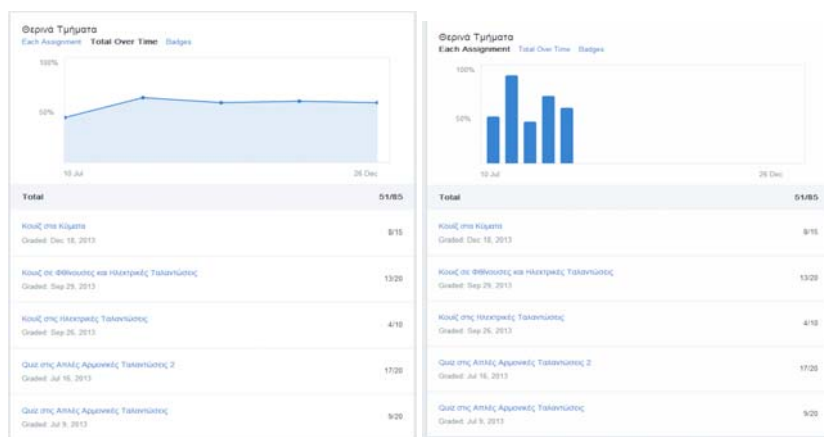 Θερινά Τμήματα
Each Assignment Total Over Time Badges
100%
50%
10 Jul 26 Dec
Total 51/85
Κουίζ στα Κύματα 8/15
Graded: Dec 18, 2013
Κουίζ σε Φθίνουσες και Ηλεκτρικές Ταλαντώσεις 13/20
Graded: Sep 29, 2013
Κουίζ στις Ηλεκτρικές Ταλαντώσεις 4/10
Graded: Sep 26, 2013
Quiz στις Απλές Αρμονικές Ταλαντώσεις 2 17/20
Graded: Jul 16, 2013
Quiz στις Απλές Αρμονικές Ταλαντώσεις 9/20
Graded: Jul 9, 2013
Θερινά Τμήματα
Each Assignment Total Over Time Badges
100%
50%
10 Jul 26 Dec
Total 51/85
Κουίζ στα Κύματα 8/15
Graded: Dec 18, 2013
Κουίζ σε Φθίνουσες και Ηλεκτρικές Ταλαντώσεις 13/20
Graded: Sep 29, 2013
Κουίζ στις Ηλεκτρικές Ταλαντώσεις 4/10
Graded: Sep 26, 2013
Quiz στις Απλές Αρμονικές Ταλαντώσεις 2 17/20
Graded: Jul 16, 2013
Quiz στις Απλές Αρμονικές Ταλαντώσεις 9/20
Graded: Jul 9, 2013